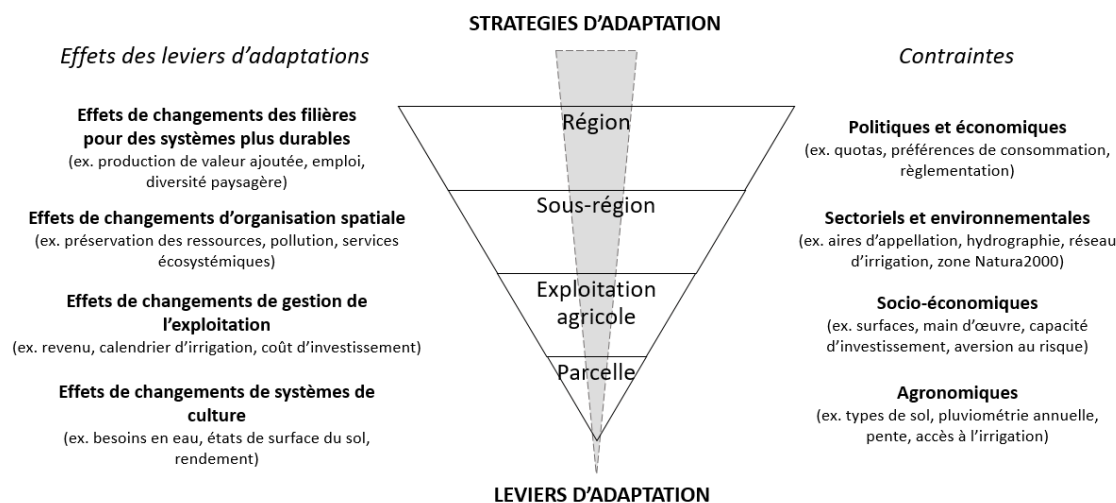 STRATEGIES D’ADAPTATION
Effets des leviers d’adaptations
Contraintes
Effets de changements des filières
pour des systèmes plus durables
(ex. production de valeur ajoutée, emploi,
diversité paysagère)
Région
Politiques et économiques
(ex. quotas, préférences de consommation,
règlementation)
Effets de changements d’organisation spatiale
(ex. préservation des ressources, pollution, services
écosystémiques)
Sous-région
Sectoriels et environnementales
(ex. aires d’appellation, hydrographie, réseau
d’irrigation, zone Natura2000)
Effets de changements de gestion de
l’exploitation
(ex. revenu, calendrier d’irrigation, coût d’investissement)
Exploitation
agricole
Socio-économiques
(ex. surfaces, main d’œuvre, capacité
d’investissement, aversion au risque)
Effets de changements de systèmes de
culture
(ex. besoins en eau, états de surface du sol,
rendement)
Parcelle
Agronomiques
(ex. types de sol, pluviométrie annuelle,
pente, accès à l’irrigation)
LEVIERS D’ADAPTATION